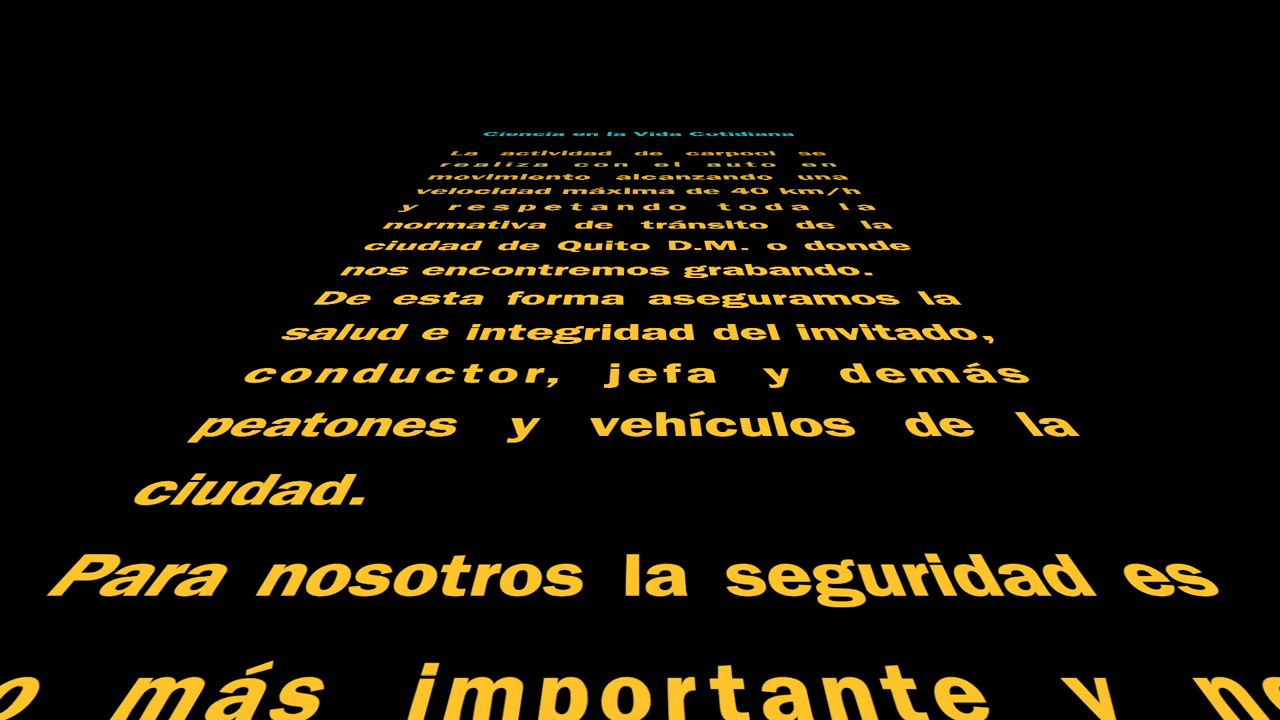 Ciencia en la Vida Cotidiana
La actividad de carpool se
realiza con el auto en
movimiento alcanzando una
velocidad máxima de 40 km/h
y respetando toda la
normativa de tránsito de la
ciudad de Quito D.M. o donde
nos encontremos grabando.
De esta forma aseguramos la
salud e integridad del invitado,
conductor, jefa y demás
peatones y vehículos de la
ciudad.
Para nosotros la seguridad es
más importante y